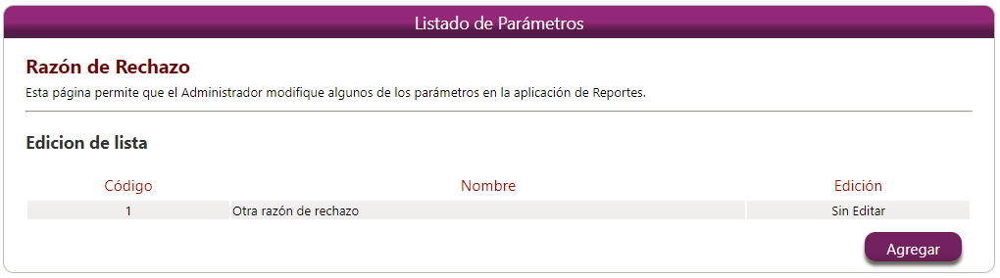 Listado de Parámetros
Razón de Rechazo
Esta página permite que el Administrador modifique algunos de los parámetros en la aplicación de Reportes.
Edicion de lista
Código Nombre Edición
1 Otra razón de rechazo Sin Editar
Agregar